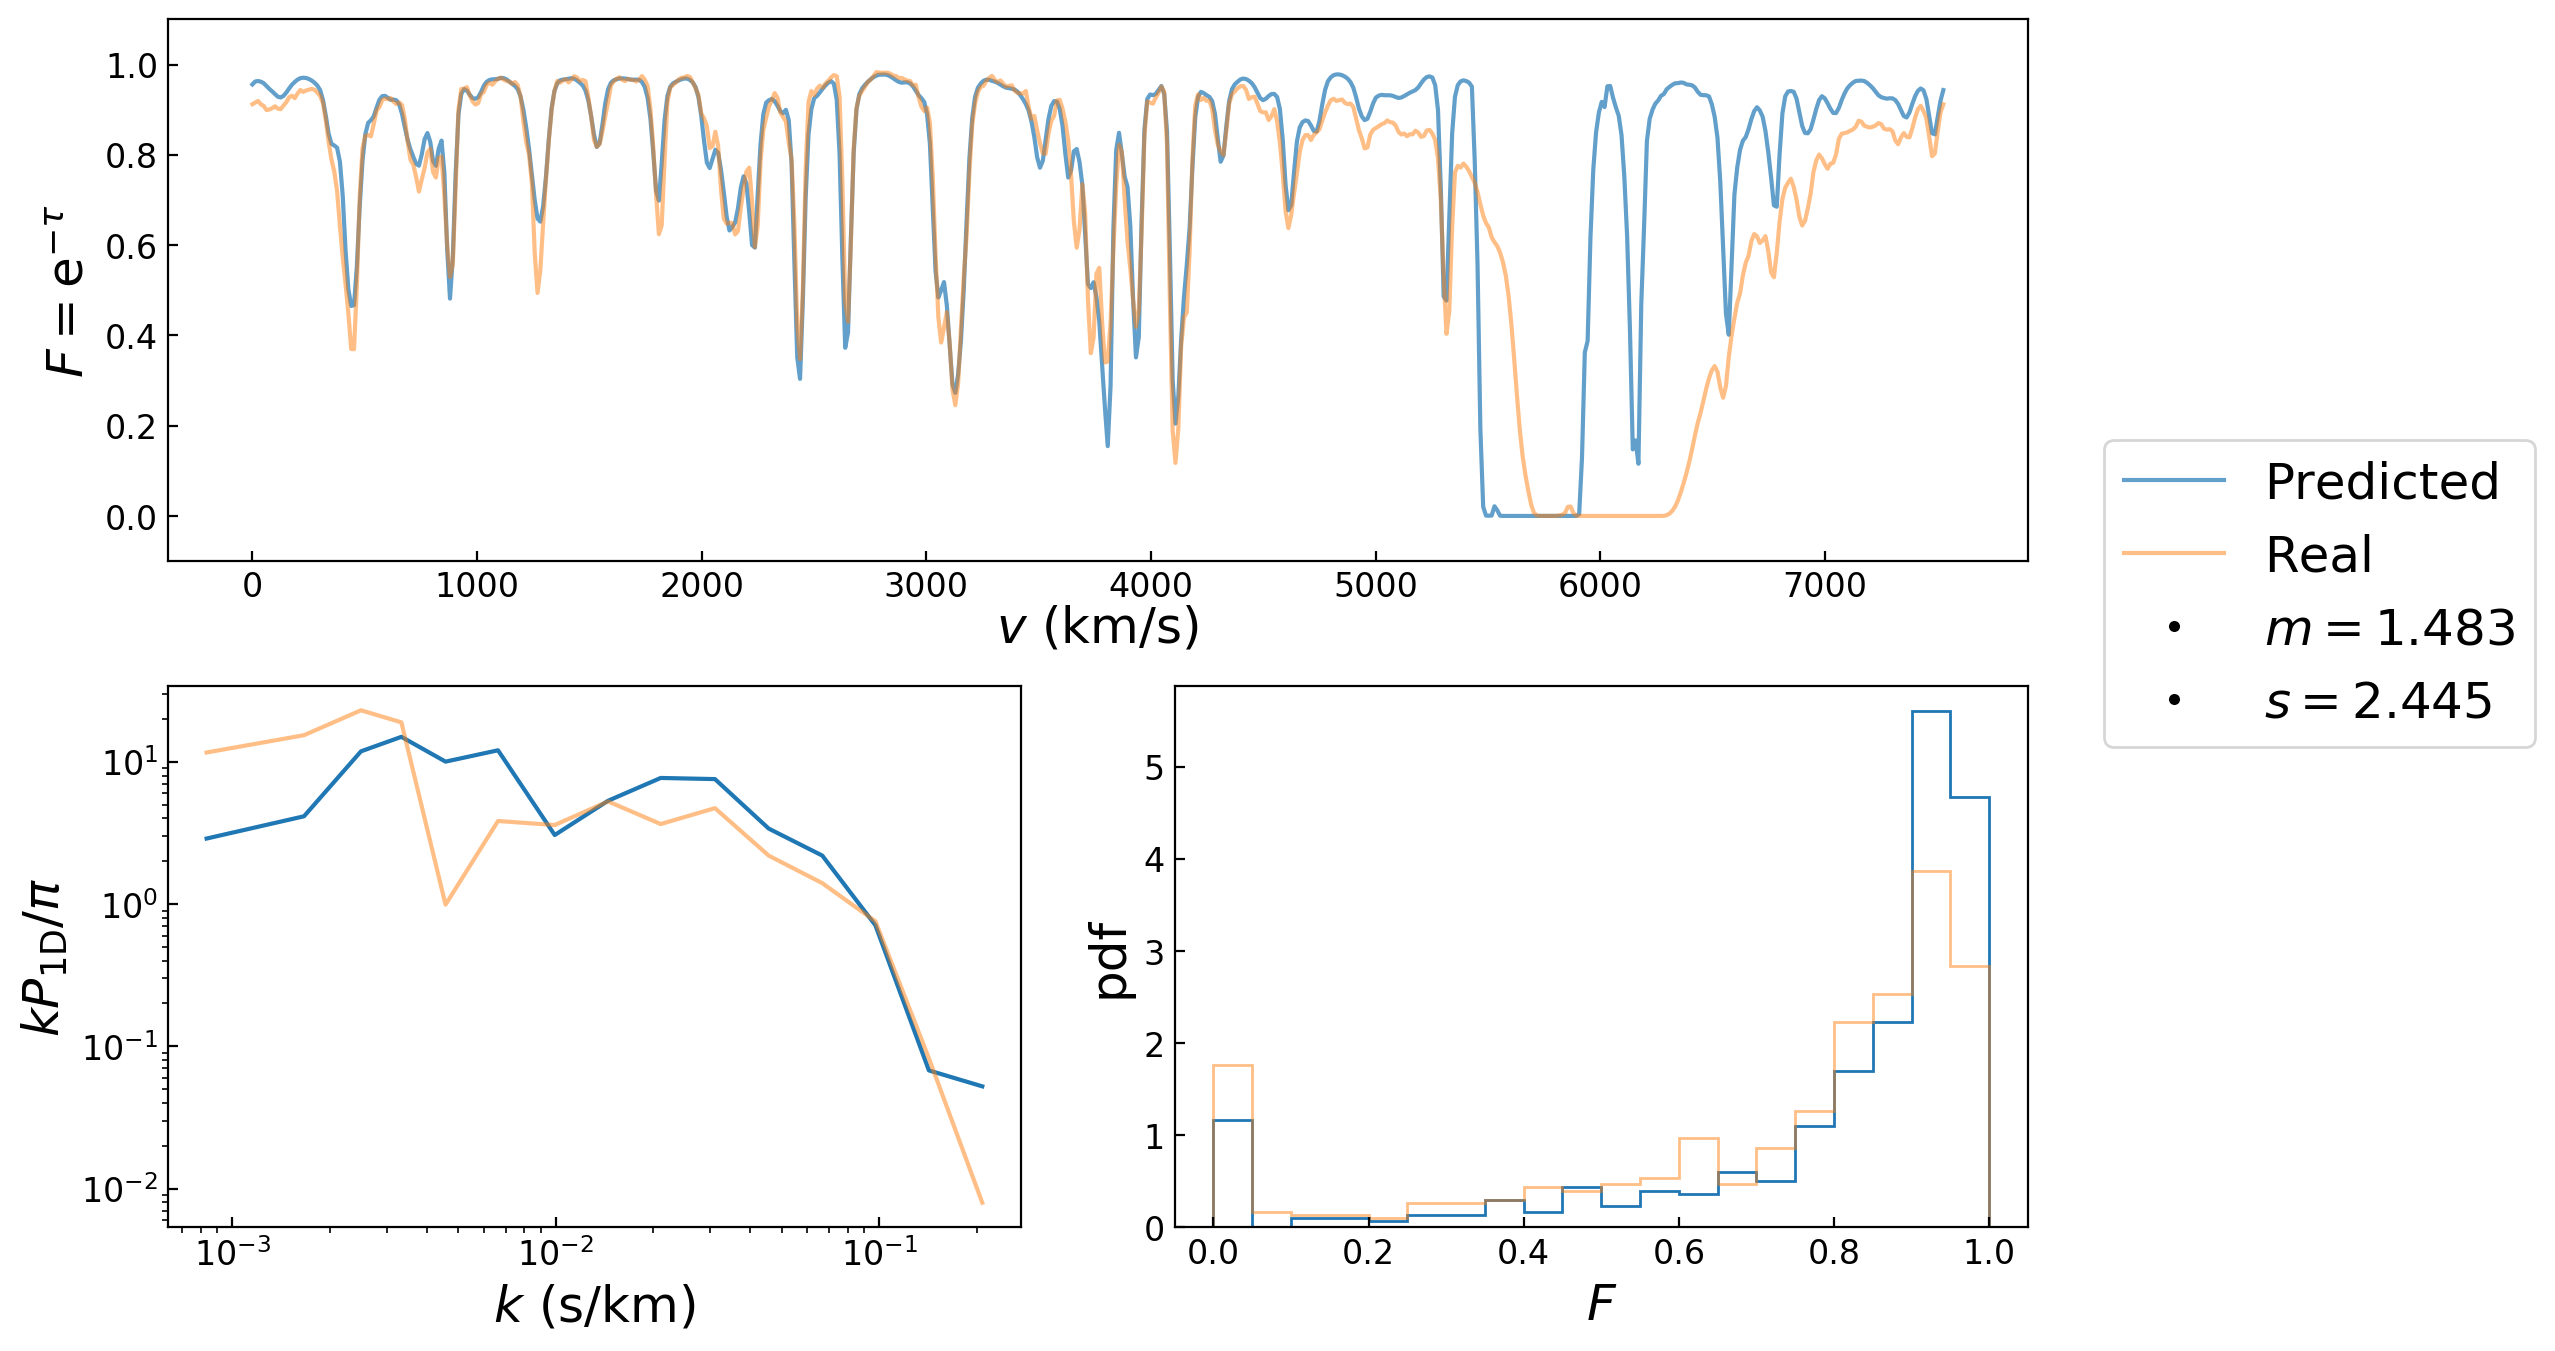 1.0
0.8
0.6
0.4
0.2
0.0
F = e^{−τ}
0 1000 2000 3000 4000 5000 6000 7000
v (km/s)
Predicted
Real
m = 1.483
s = 2.445
10^1
10^0
10^{−1}
10^{−2}
kP_{1D}/π
10^{−3} 10^{−2} 10^{−1}
k (s/km)
5
4
3
2
1
0
pdf
0.0 0.2 0.4 0.6 0.8 1.0
F